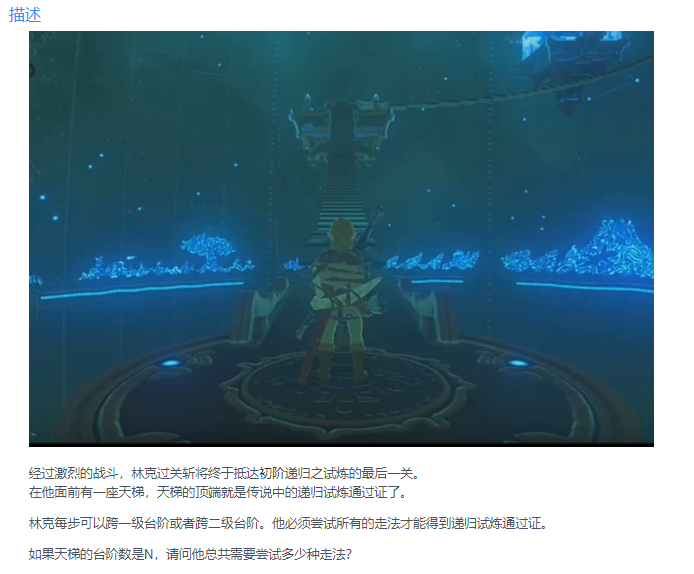 描述
经过激烈的战斗，林克过关斩将终于抵达初阶递归之试炼的最后一关。
在他面前有一座天梯，天梯的顶端就是传说中的递归试炼通过证了。
林克每步可以跨一级台阶或者跨二级台阶。他必须尝试所有的走法才能得到递归试炼通过证。
如果天梯的台阶数是N，请问他总共需要尝试多少种走法？